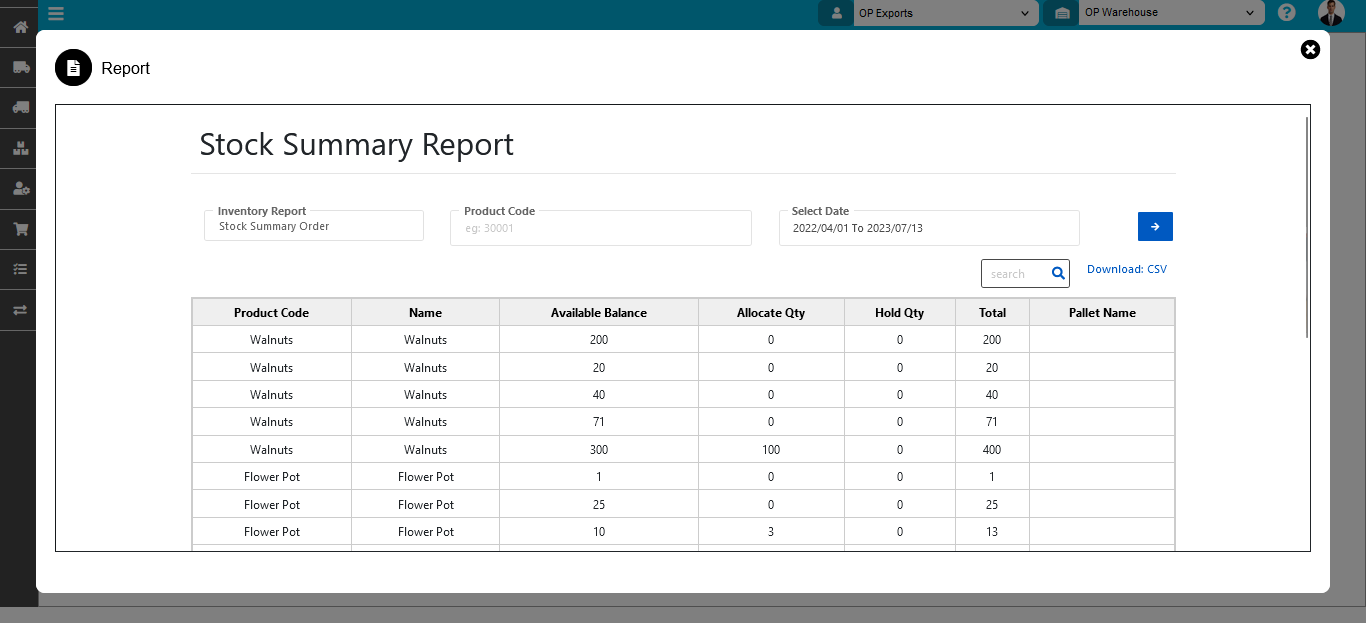 OP Exports OP Warehouse ?
Report
Stock Summary Report
Inventory Report Product Code Select Date
Stock Summary Order eg: 30001 2022/04/01 To 2023/07/13
search Download: CSV
Product Code Name Available Balance Allocate Qty Hold Qty Total Pallet Name
Walnuts Walnuts 200 0 0 200
Walnuts Walnuts 20 0 0 20
Walnuts Walnuts 40 0 0 40
Walnuts Walnuts 71 0 0 71
Walnuts Walnuts 300 100 0 400
Flower Pot Flower Pot 1 0 0 1
Flower Pot Flower Pot 25 0 0 25
Flower Pot Flower Pot 10 3 0 13